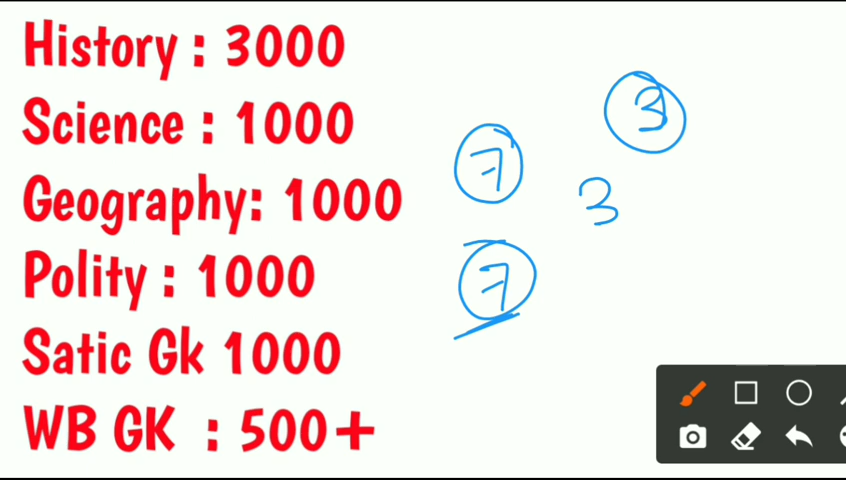 History : 3000
Science : 1000
Geography: 1000
Polity : 1000
Satic Gk 1000
WB GK : 500+
3
7
3
7